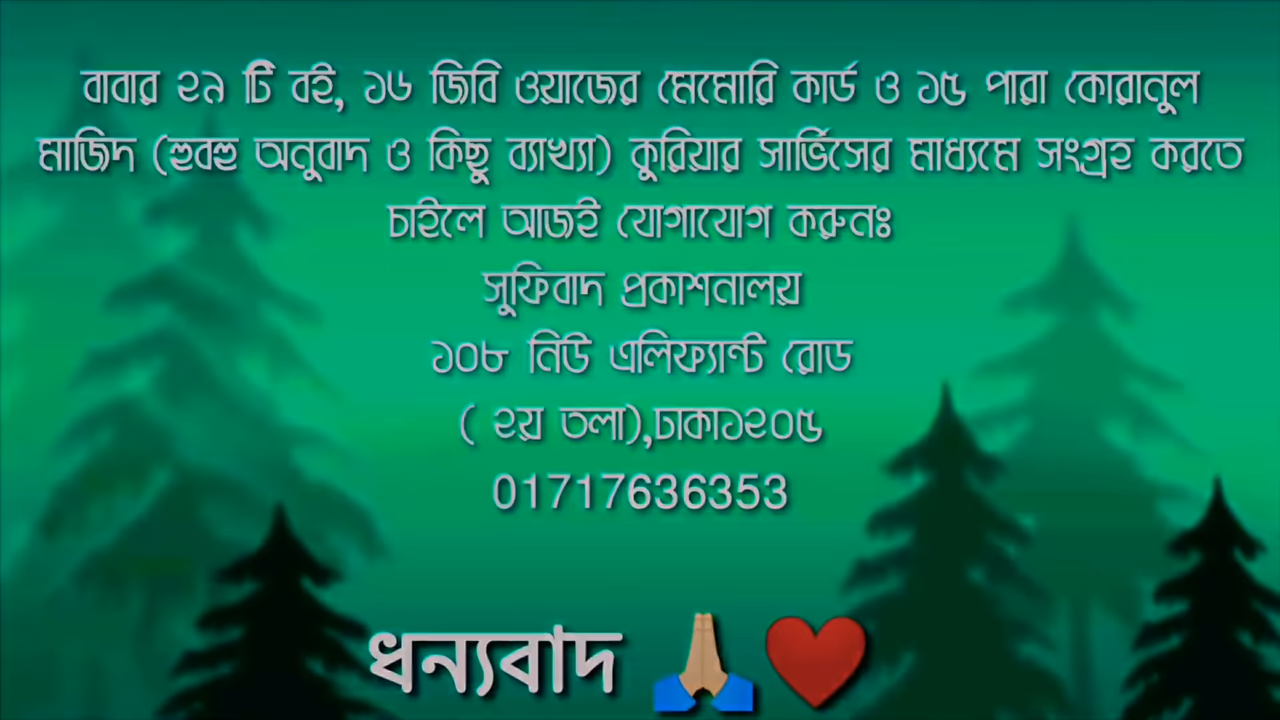 বাবার ২৯ টি বই, ১৬ জিবি ওয়াজের মেমোরি কার্ড ও ১৫ পারা কোরানুল
মাজিদ (হুবহু অনুবাদ ও কিছু ব্যাখ্যা) কুরিয়ার সার্ভিসের মাধ্যমে সংগ্রহ করতে
চাইলে আজই যোগাযোগ করুনঃ
সুফিবাদ প্রকাশনালয়
১০৮ নিউ এলিফ্যান্ট রোড
( ২য় তলা),ঢাকা১২০৫
01717636353
ধন্যবাদ 🙏❤️